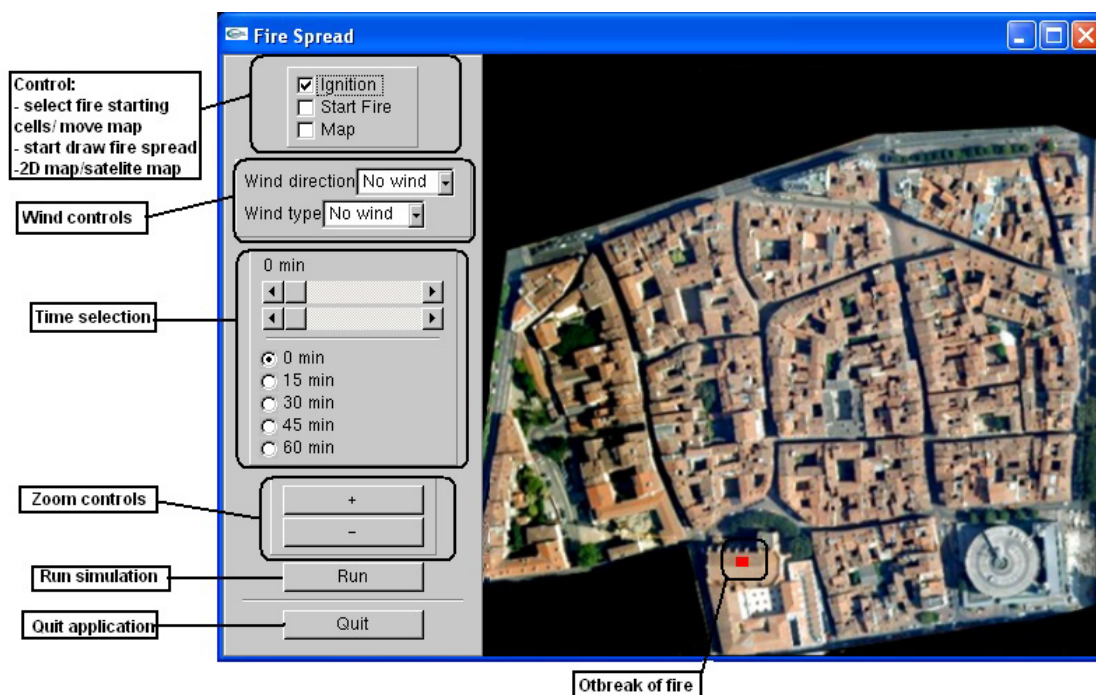 Fire Spread
Control:
- select fire starting
cells/ move map
- start draw fire spread
-2D map/satelite map
Ignition
Start Fire
Map
Wind controls
Wind direction No wind
Wind type No wind
Time selection
0 min
0 min
15 min
30 min
45 min
60 min
Zoom controls
+
-
Run simulation
Run
Quit application
Quit
Otbreak of fire